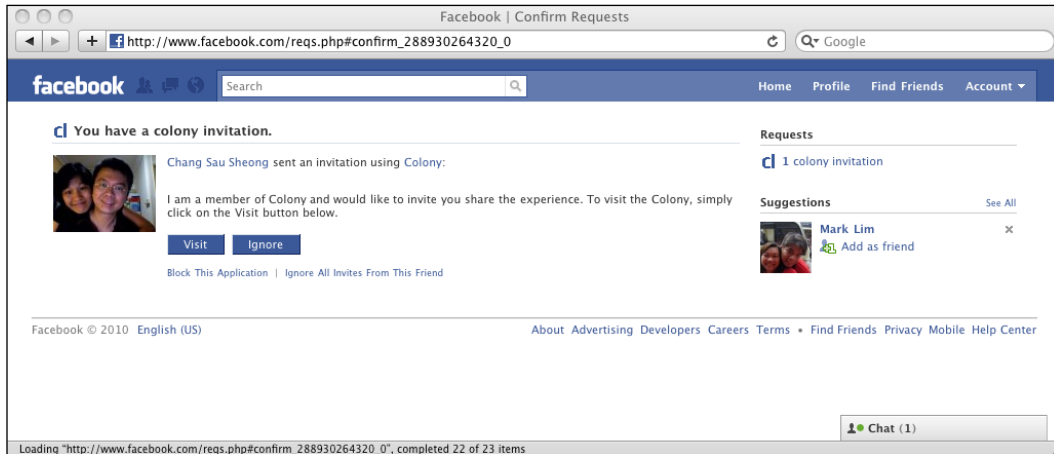 Facebook | Confirm Requests
http://www.facebook.com/reqs.php#confirm_288930264320_0
Google
facebook
Search
Home Profile Find Friends Account
cl You have a colony invitation.
Chang Sau Sheong sent an invitation using Colony:
I am a member of Colony and would like to invite you share the experience. To visit the Colony, simply
click on the Visit button below.
Visit Ignore
Block This Application | Ignore All Invites From This Friend
Requests
cl 1 colony invitation
Suggestions See All
Mark Lim
Add as friend
Facebook © 2010 English (US)
About Advertising Developers Careers Terms • Find Friends Privacy Mobile Help Center
Chat (1)
Loading "http://www.facebook.com/reqs.php#confirm_288930264320_0", completed 22 of 23 items